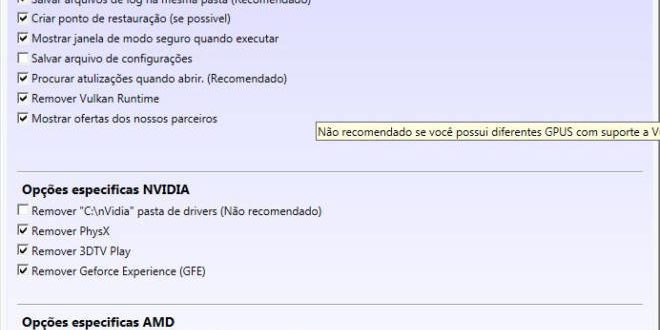 Salvar arquivos de log na mesma pasta (Recomendado)
Criar ponto de restauração (se possivel)
Mostrar janela de modo seguro quando executar
Salvar arquivo de configurações
Procurar atulizações quando abrir. (Recomendado)
Remover Vulkan Runtime
Mostrar ofertas dos nossos parceiros
Não recomendado se você possui diferentes GPUS com suporte a V
Opções especificas NVIDIA
Remover "C:\nVidia" pasta de drivers (Não recomendado)
Remover PhysX
Remover 3DTV Play
Remover Geforce Experience (GFE)
Opções especificas AMD